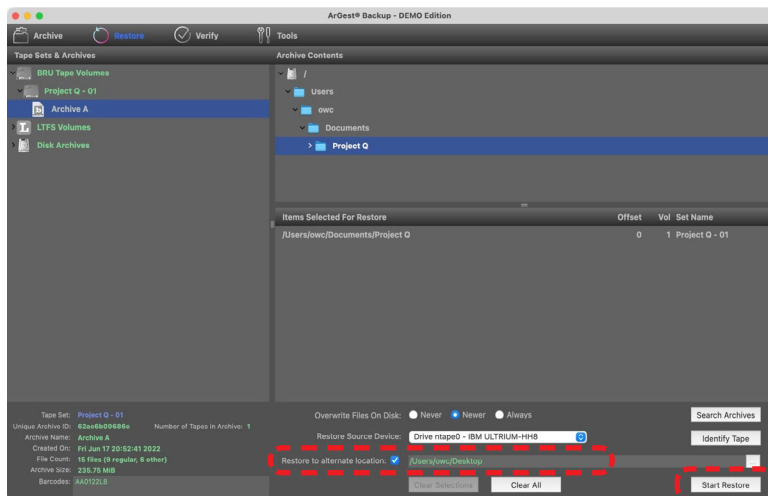 ArGest® Backup - DEMO Edition
Archive Restore Verify Tools
Tape Sets & Archives
BRU Tape Volumes
Project Q - 01
Archive A
LTFS Volumes
Disk Archives
Archive Contents
/
Users
owc
Documents
Project Q
Items Selected For Restore Offset Vol Set Name
/Users/owc/Documents/Project Q 0 1 Project Q - 01
Tape Set: Project Q - 01
Unique Archive ID: 62ae6b00686e Number of Tapes in Archive: 1
Archive Name: Archive A
Created On: Fri Jun 17 20:52:41 2022
File Count: 15 files (9 regular, 6 other)
Archive Size: 235.75 MiB
Barcodes: AA0122L8
Overwrite Files On Disk: Never Newer Always
Restore Source Device: Drive ntape0 - IBM ULTRIUM-HH8
Restore to alternate location: /Users/owc/Desktop
Clear Selections Clear All
Search Archives
Identify Tape
...
Start Restore